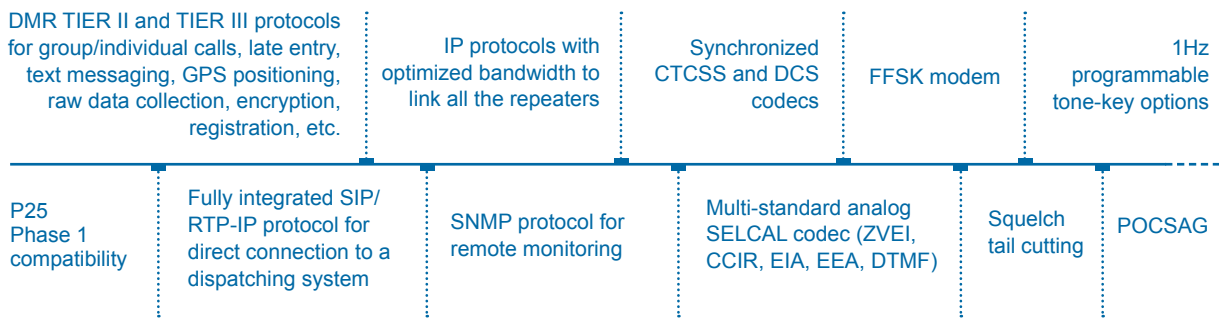 DMR TIER II and TIER III protocols
for group/individual calls, late entry,
text messaging, GPS positioning,
raw data collection, encryption,
registration, etc.
IP protocols with
optimized bandwidth to
link all the repeaters
Synchronized
CTCSS and DCS
codecs
FFSK modem
1Hz
programmable
tone-key options
P25
Phase 1
compatibility
Fully integrated SIP/
RTP-IP protocol for
direct connection to a
dispatching system
SNMP protocol for
remote monitoring
Multi-standard analog
SELCAL codec (ZVEI,
CCIR, EIA, EEA, DTMF)
Squelch
tail cutting
POCSAG